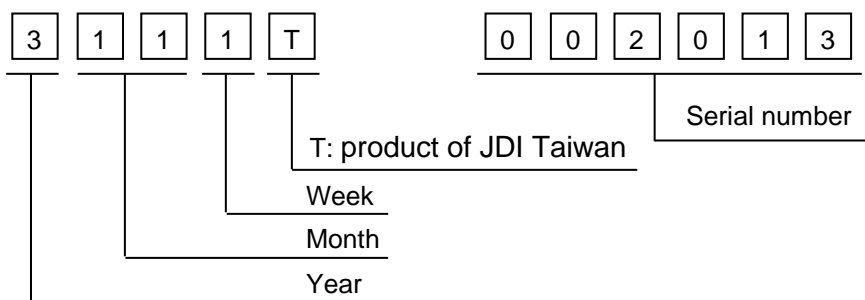 3 1 1 1 T 0 0 2 0 1 3
Serial number
T: product of JDI Taiwan
Week
Month
Year